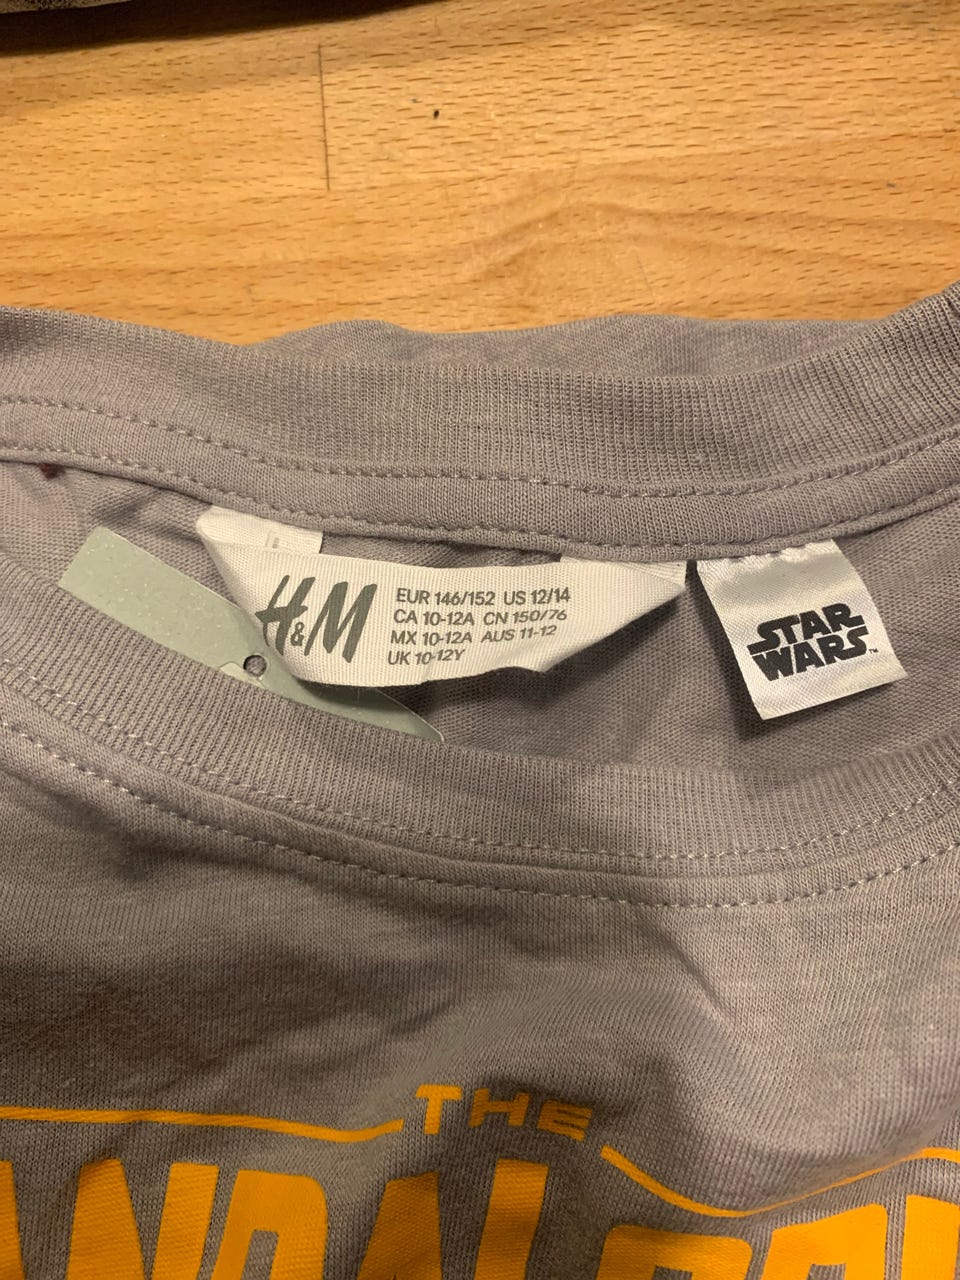 H&M
EUR 146/152 US 12/14
CA 10-12A CN 150/76
MX 10-12A AUS 11-12
UK 10-12Y
STAR
WARS™
THE